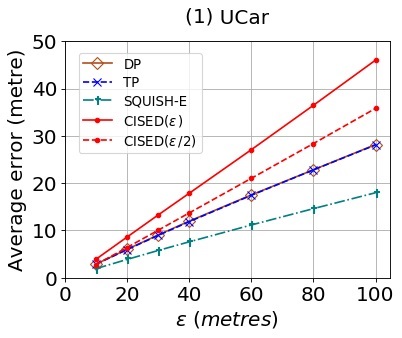 (1) UCar
Average error (metre)
50
40
30
20
10
0
DP
TP
SQUISH-E
CISED(ε)
CISED(ε/2)
0 20 40 60 80 100
ε (metres)